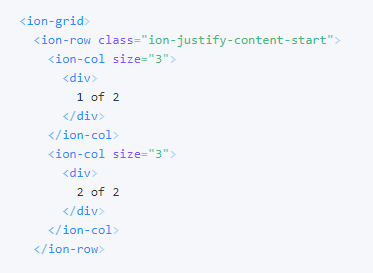 <ion-grid>
<ion-row class="ion-justify-content-start">
<ion-col size="3">
<div>
1 of 2
</div>
</ion-col>
<ion-col size="3">
<div>
2 of 2
</div>
</ion-col>
</ion-row>